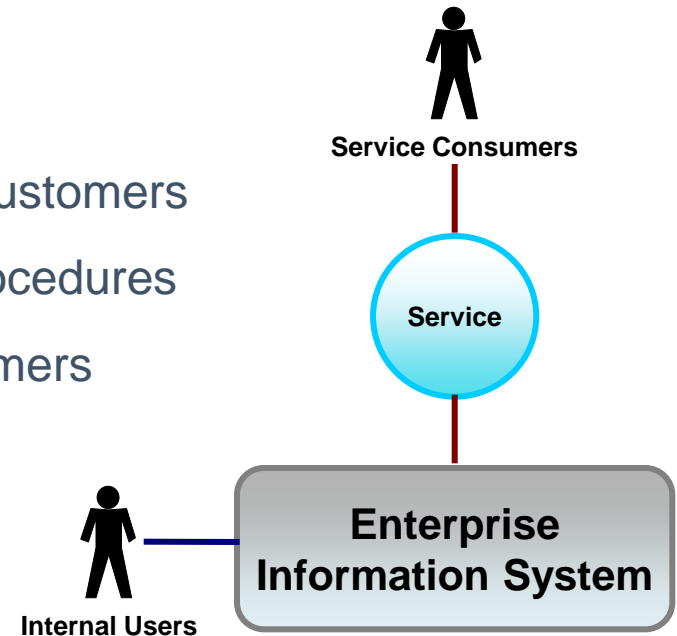 Service Consumers
ustomers
ocedures
Service
mers
Enterprise
Information System
Internal Users